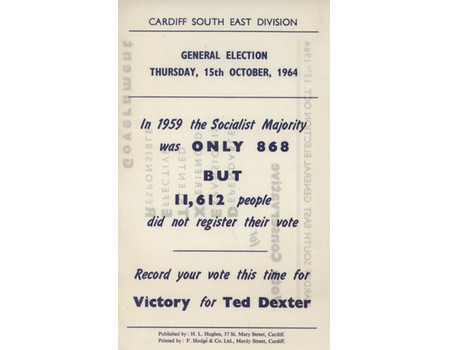 CARDIFF SOUTH EAST DIVISION
GENERAL ELECTION
THURSDAY, 15th OCTOBER, 1964
In 1959 the Socialist Majority
was ONLY 868
BUT
11,612 people
did not register their vote
Record your vote this time for
Victory for Ted Dexter
Published by: H. L. Hughes, 37 St. Mary Street, Cardiff.
Printed by: F. Hodge & Co. Ltd., Mardy Street, Cardiff.